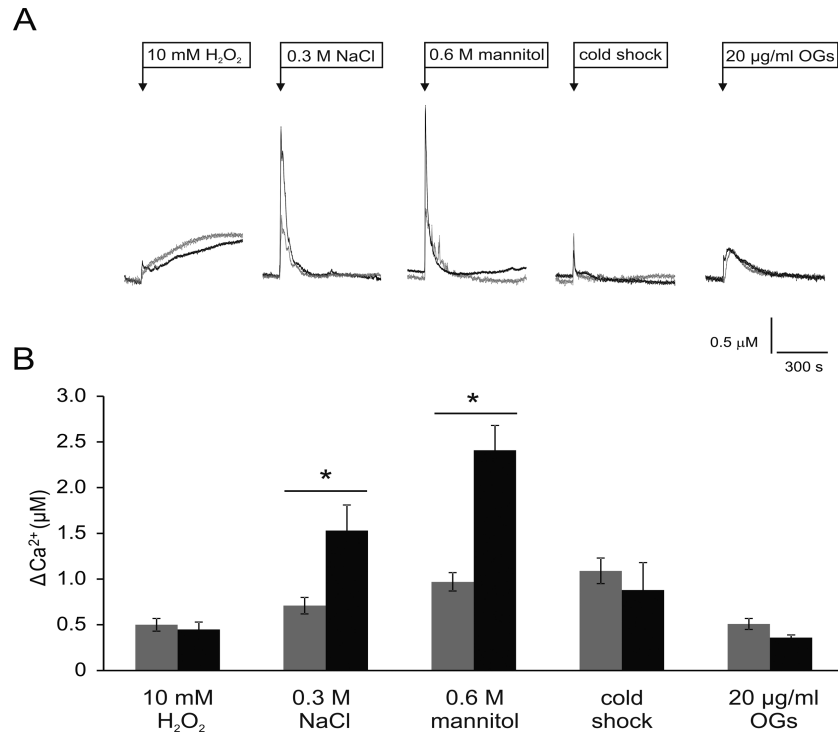 A
10 mM H₂O₂
0.3 M NaCl
0.6 M mannitol
cold shock
20 µg/ml OGs
0.5 µM
300 s
B
ΔCa²⁺ (µM)
3.0
2.5
2.0
1.5
1.0
0.5
0
*
*
10 mM
H₂O₂
0.3 M
NaCl
0.6 M
mannitol
cold
shock
20 µg/ml
OGs